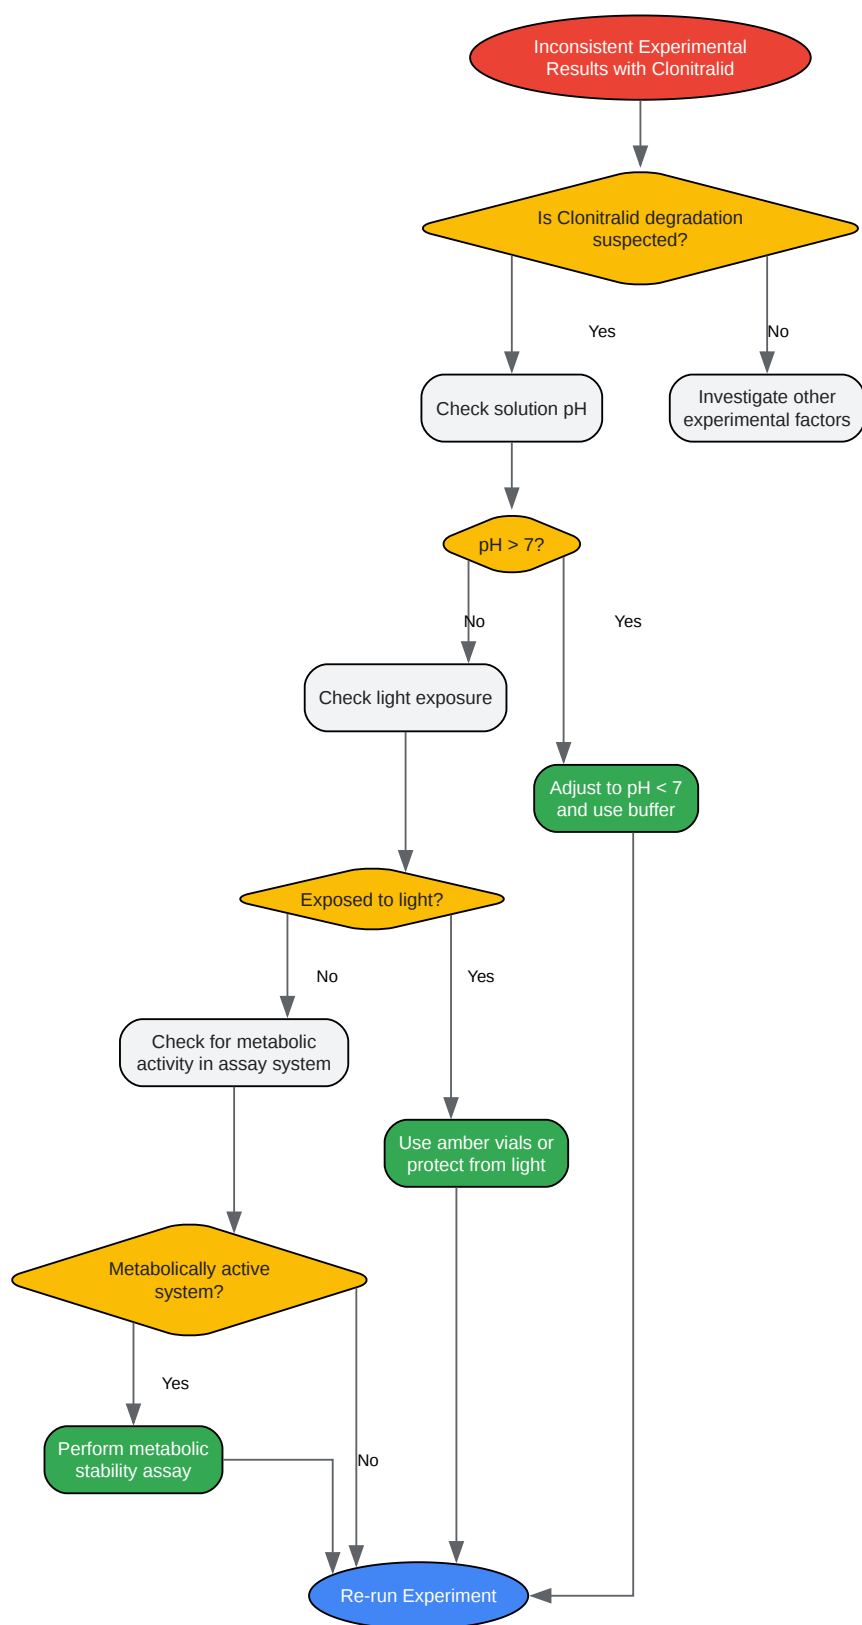 Inconsistent Experimental
Results with Clonitralid
Is Clonitralid degradation
suspected?
Yes
No
Check solution pH
Investigate other
experimental factors
pH > 7?
No
Yes
Check light exposure
Adjust to pH < 7
and use buffer
Exposed to light?
No
Yes
Check for metabolic
activity in assay system
Use amber vials or
protect from light
Metabolically active
system?
Yes
Perform metabolic
stability assay
No
Re-run Experiment